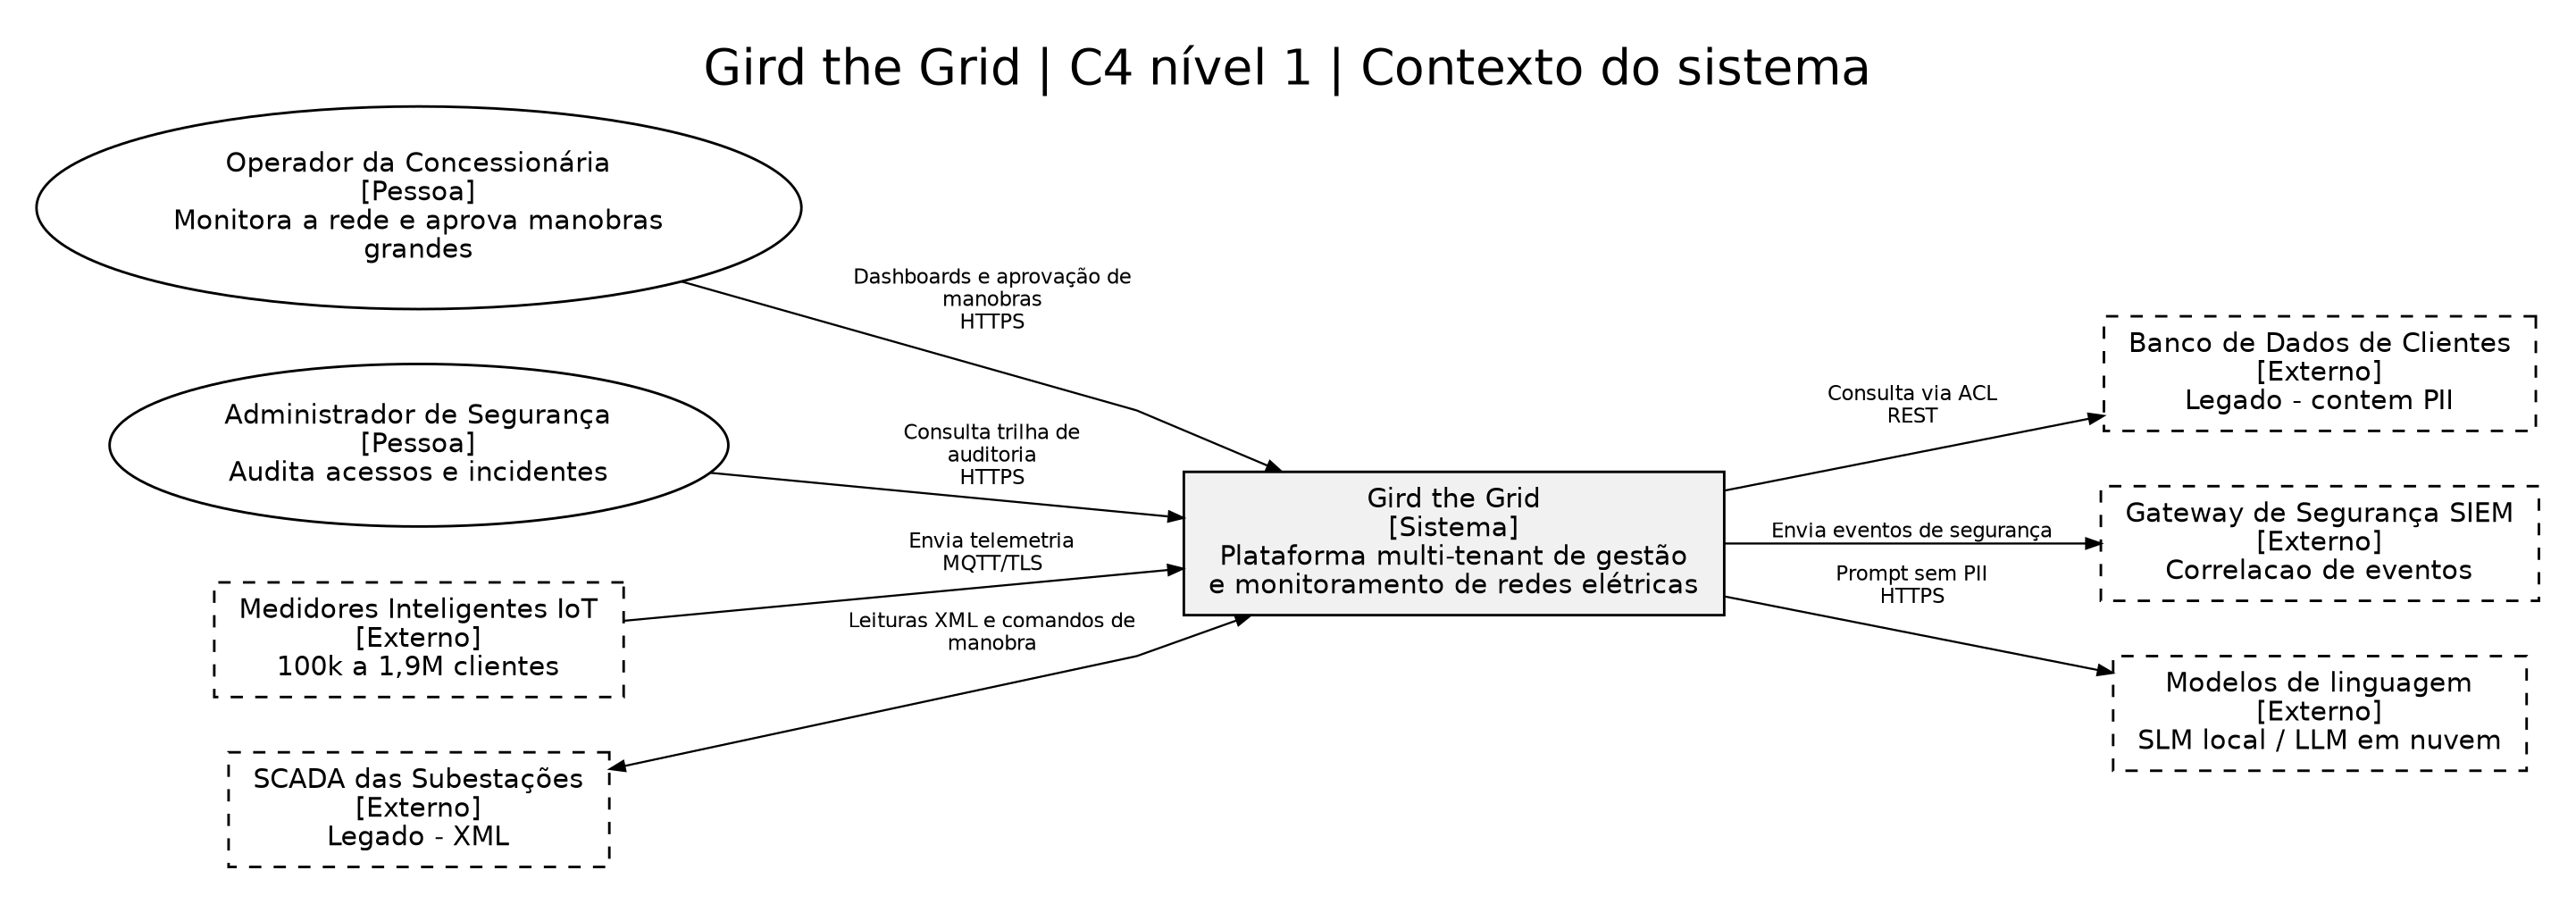 Gird the Grid | C4 nível 1 | Contexto do sistema
Operador da Concessionária
[Pessoa]
Monitora a rede e aprova manobras
grandes
Dashboards e aprovação de
manobras
HTTPS
Administrador de Segurança
[Pessoa]
Audita acessos e incidentes
Consulta trilha de
auditoria
HTTPS
Medidores Inteligentes IoT
[Externo]
100k a 1,9M clientes
Envia telemetria
MQTT/TLS
SCADA das Subestações
[Externo]
Legado - XML
Leituras XML e comandos de
manobra
Gird the Grid
[Sistema]
Plataforma multi-tenant de gestão
e monitoramento de redes elétricas
Consulta via ACL
REST
Banco de Dados de Clientes
[Externo]
Legado - contem PII
Envia eventos de segurança
Gateway de Segurança SIEM
[Externo]
Correlacao de eventos
Prompt sem PII
HTTPS
Modelos de linguagem
[Externo]
SLM local / LLM em nuvem